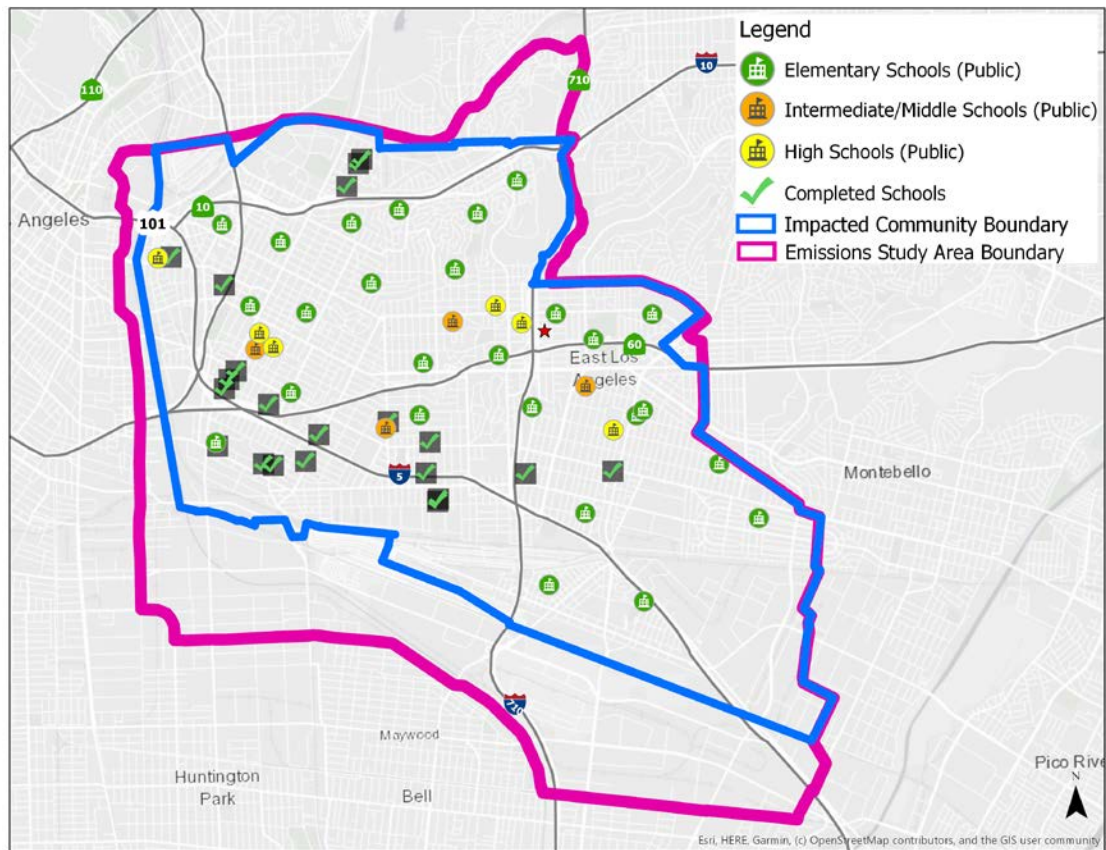 Legend
Elementary Schools (Public)
Intermediate/Middle Schools (Public)
High Schools (Public)
Completed Schools
Impacted Community Boundary
Emissions Study Area Boundary
10
710
110
10
Angeles
101
60
East Los
Angeles
5
Montebello
710
Maywood
Huntington
Park
Bell
Pico Rive
N
Esri, HERE, Garmin, (c) OpenStreetMap contributors, and the GIS user community